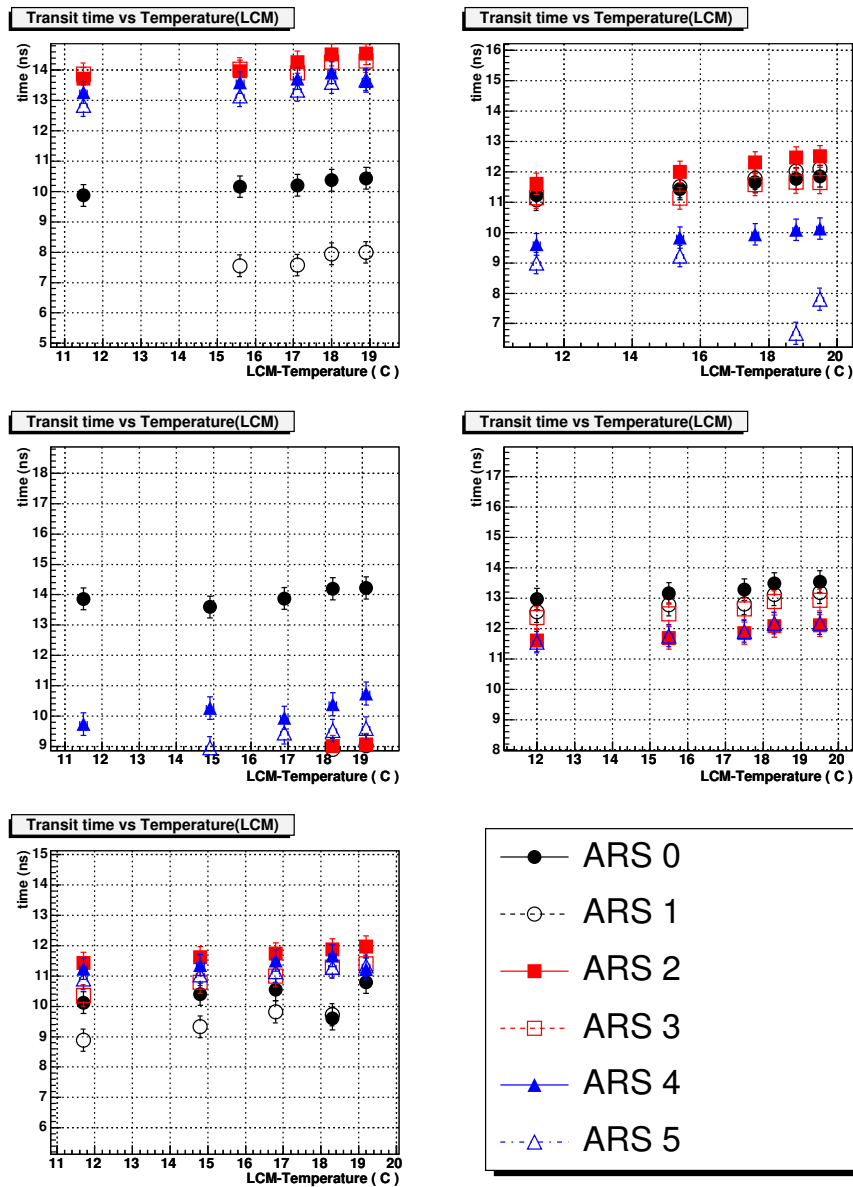 Transit time vs Temperature(LCM)
time (ns)
14
13
12
11
10
9
8
7
6
5
11 12 13 14 15 16 17 18 19
LCM-Temperature ( C )
Transit time vs Temperature(LCM)
time (ns)
16
15
14
13
12
11
10
9
8
7
12 14 16 18 20
LCM-Temperature ( C )
Transit time vs Temperature(LCM)
time (ns)
18
17
16
15
14
13
12
11
10
9
11 12 13 14 15 16 17 18 19
LCM-Temperature ( C )
Transit time vs Temperature(LCM)
time (ns)
17
16
15
14
13
12
11
10
9
8
12 13 14 15 16 17 18 19 20
LCM-Temperature ( C )
Transit time vs Temperature(LCM)
time (ns)
15
14
13
12
11
10
9
8
7
6
11 12 13 14 15 16 17 18 19 20
LCM-Temperature ( C )
ARS 0
ARS 1
ARS 2
ARS 3
ARS 4
ARS 5